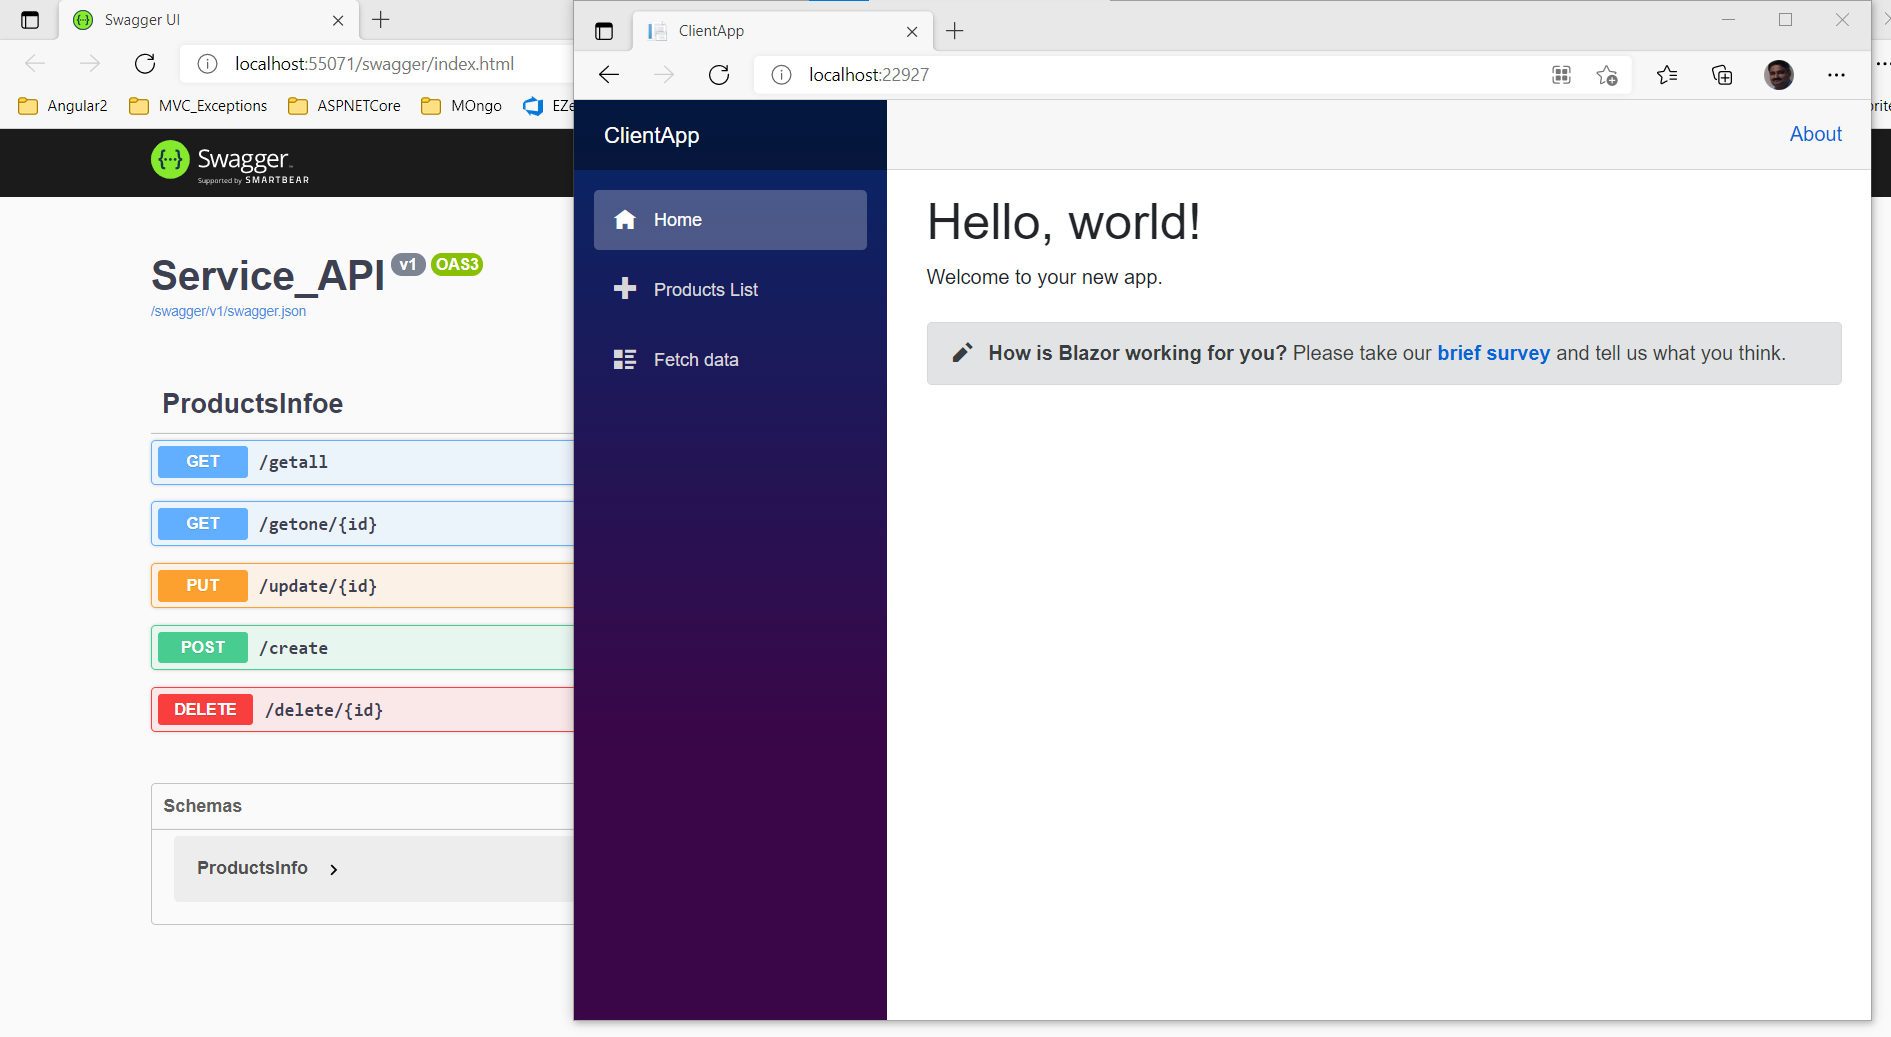 Swagger UI
localhost:55071/swagger/index.html
Angular2
MVC_Exceptions
ASPNETCore
MOngo
Swagger
Supported by SMARTBEAR
Service_API v1 OAS3
/swagger/v1/swagger.json
ProductsInfoe
GET /getall
GET /getone/{id}
PUT /update/{id}
POST /create
DELETE /delete/{id}
Schemas
ProductsInfo
ClientApp
localhost:22927
ClientApp
About
Home
Products List
Fetch data
Hello, world!
Welcome to your new app.
How is Blazor working for you? Please take our brief survey and tell us what you think.